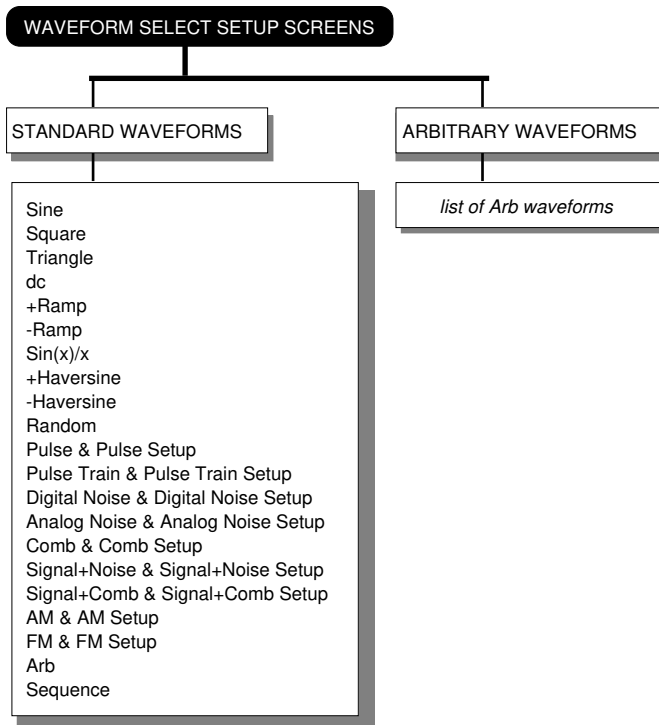 WAVEFORM SELECT SETUP SCREENS
STANDARD WAVEFORMS
ARBITRARY WAVEFORMS
Sine
Square
Triangle
dc
+Ramp
-Ramp
Sin(x)/x
+Haversine
-Haversine
Random
Pulse & Pulse Setup
Pulse Train & Pulse Train Setup
Digital Noise & Digital Noise Setup
Analog Noise & Analog Noise Setup
Comb & Comb Setup
Signal+Noise & Signal+Noise Setup
Signal+Comb & Signal+Comb Setup
AM & AM Setup
FM & FM Setup
Arb
Sequence
list of Arb waveforms